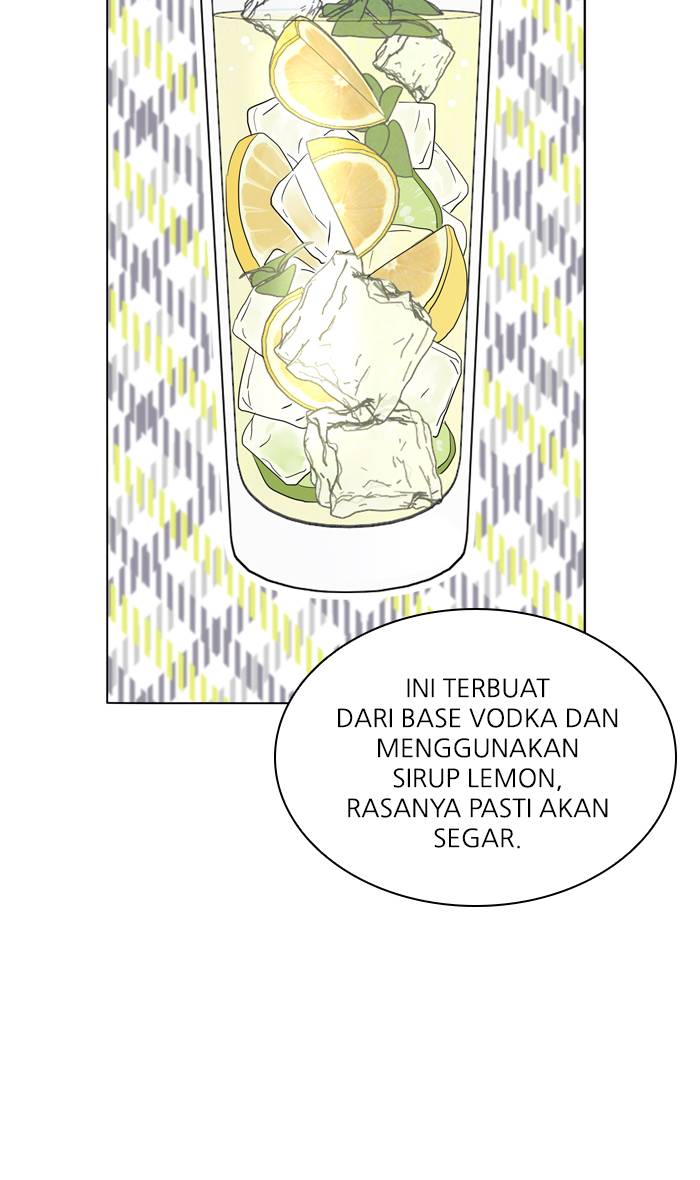 INI TERBUAT
DARI BASE VODKA DAN
MENGGUNAKAN
SIRUP LEMON,
RASANYA PASTI AKAN
SEGAR.